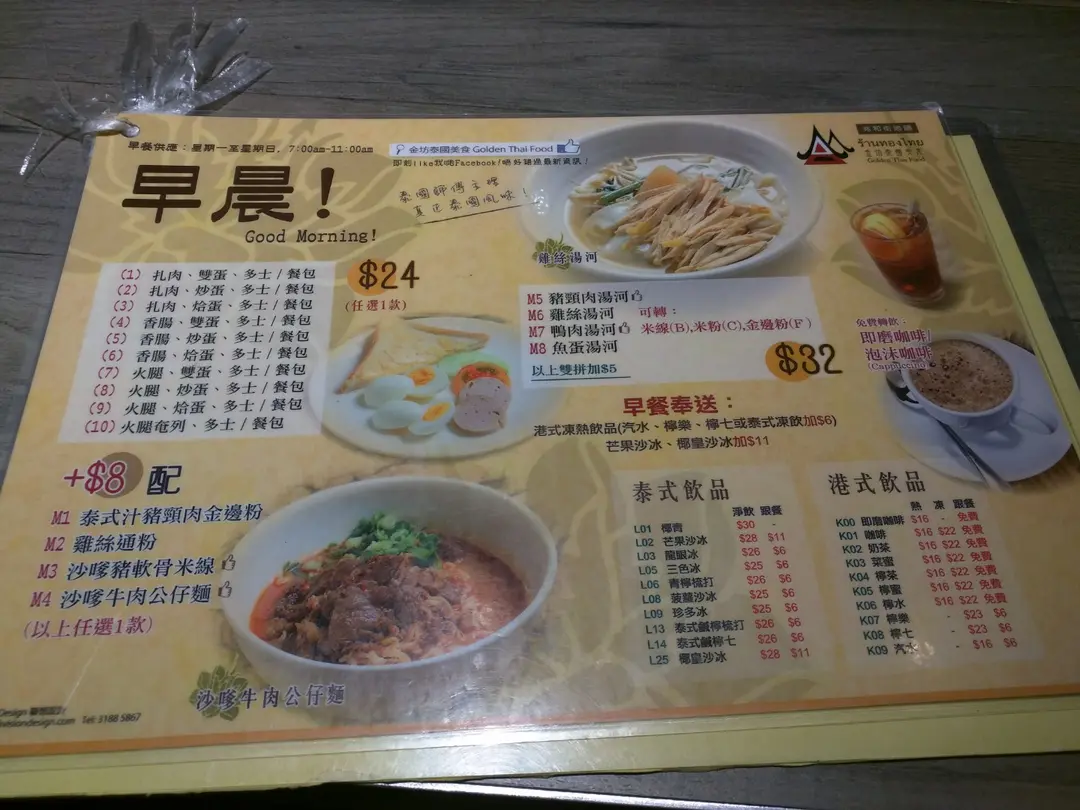 早餐供應：星期一至星期日, 7:00am-11:00am
早晨!
Good Morning!
金坊泰國美食 Golden Thai Food
即刻like我哋Facebook/
最新資訊！
泰國師傅主理
真正泰國風味！
ร้านทองไทย
Golden Thai Food
(1) 扎肉、雙蛋、多士/餐包
(2) 扎肉、炒蛋、多士/餐包
(3) 扎肉、烚蛋、多士/餐包
(4) 香腸、雙蛋、多士/餐包
(5) 香腸、炒蛋、多士/餐包
(6) 香腸、烚蛋、多士/餐包
(7) 火腿、雙蛋、多士/餐包
(8) 火腿、炒蛋、多士/餐包
(9) 火腿、烚蛋、多士/餐包
(10) 火腿奄列、多士/餐包
$24
(任選1款)
+$8 配
M1 泰式汁豬頸肉金邊粉
M2 雞絲通粉
M3 沙嗲豬軟骨米線
M4 沙嗲牛肉公仔麵
(以上任選1款)
沙嗲牛肉公仔麵
雞絲湯河
M5 豬頸肉湯河
M6 雞絲湯河
M7 鴨肉湯河
M8 魚蛋湯河
可轉：
米線(B),米粉(C),金邊粉(F)
以上雙拼加$5
$32
免費轉飲：
即磨咖啡/
泡沫咖啡
(Cappuccino)
早餐奉送：
港式凍熱飲品(汽水、檸樂、檸七或泰式凍飲加$6)
芒果沙冰、椰皇沙冰加$11
泰式飲品
淨飲 跟餐
L01 椰青 $30 -
L02 芒果沙冰 $28 $11
L03 龍眼冰 $26 $6
L05 三色冰 $25 $6
L06 青檸梳打 $26 $6
L08 菠蘿沙冰 $25 $6
L09 珍多冰 $25 $6
L13 泰式鹹檸梳打 $26 $6
L14 泰式鹹檸七 $26 $6
L25 椰皇沙冰 $28 $11
港式飲品
熱 凍 跟餐
K00 即磨咖啡 $16 - 免費
K01 咖啡 $16 $22 免費
K02 奶茶 $16 $22 免費
K03 菜蜜 $16 $22 免費
K04 檸茶 $16 $22 免費
K05 檸蜜 $16 $22 免費
K06 檸水 $16 $22 免費
K07 檸樂 - $23 $6
K08 檸七 - $23 $6
K09 汽水 - $16 $6
Design
Tel: 3188 5867